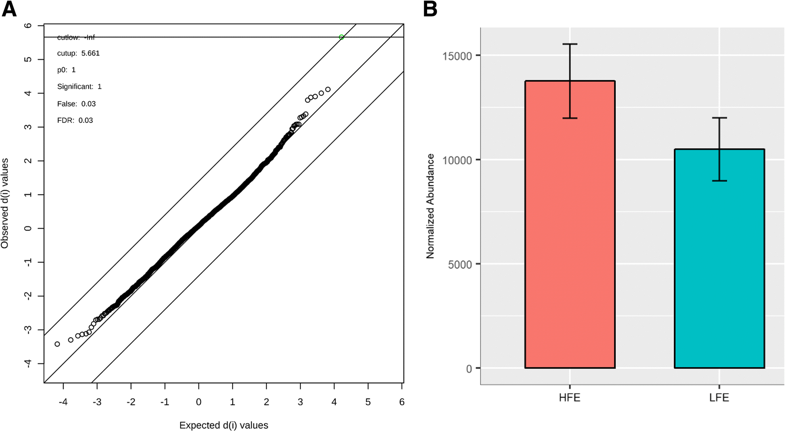 A
cutlow: -Inf
cutup: 5.661
p0: 1
Significant: 1
False: 0.03
FDR: 0.03
Observed d(i) values
6
5
4
3
2
1
0
-1
-2
-3
-4
-4 -3 -2 -1 0 1 2 3 4 5 6
Expected d(i) values
B
Normalized Abundance
15000
10000
5000
0
HFE LFE